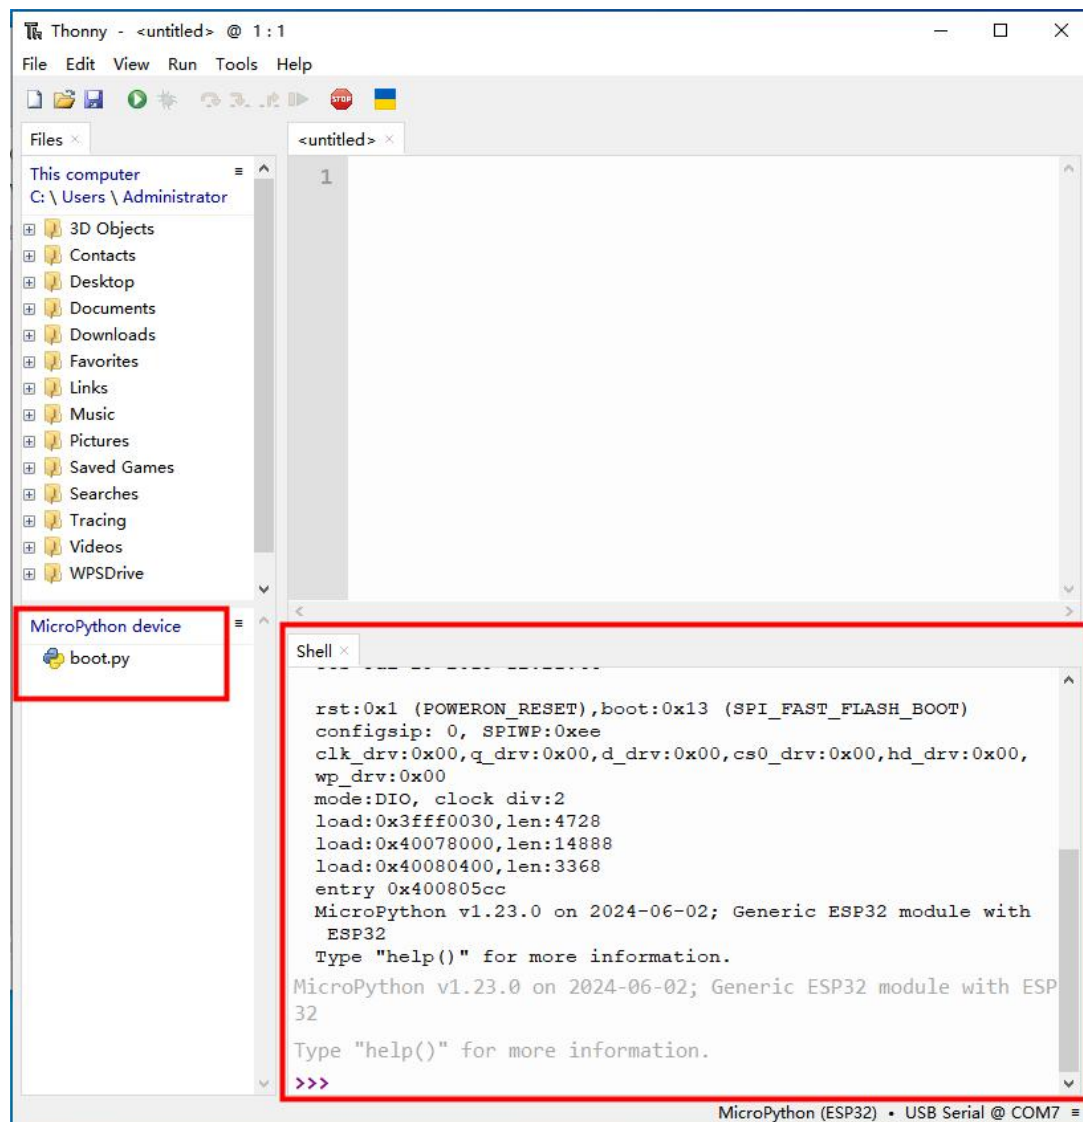 Thonny - <untitled> @ 1:1
File Edit View Run Tools Help
STOP
Files
<untitled>
This computer
C: \ Users \ Administrator
3D Objects
Contacts
Desktop
Documents
Downloads
Favorites
Links
Music
Pictures
Saved Games
Searches
Tracing
Videos
WPSDrive
1
MicroPython device
boot.py
Shell
rst:0x1 (POWERON_RESET),boot:0x13 (SPI_FAST_FLASH_BOOT)
configsip: 0, SPIWP:0xee
clk_drv:0x00,q_drv:0x00,d_drv:0x00,cs0_drv:0x00,hd_drv:0x00,
wp_drv:0x00
mode:DIO, clock div:2
load:0x3fff0030,len:4728
load:0x40078000,len:14888
load:0x40080400,len:3368
entry 0x400805cc
MicroPython v1.23.0 on 2024-06-02; Generic ESP32 module with
ESP32
Type "help()" for more information.
MicroPython v1.23.0 on 2024-06-02; Generic ESP32 module with ESP
32
Type "help()" for more information.
>>>
MicroPython (ESP32) • USB Serial @ COM7 ≡